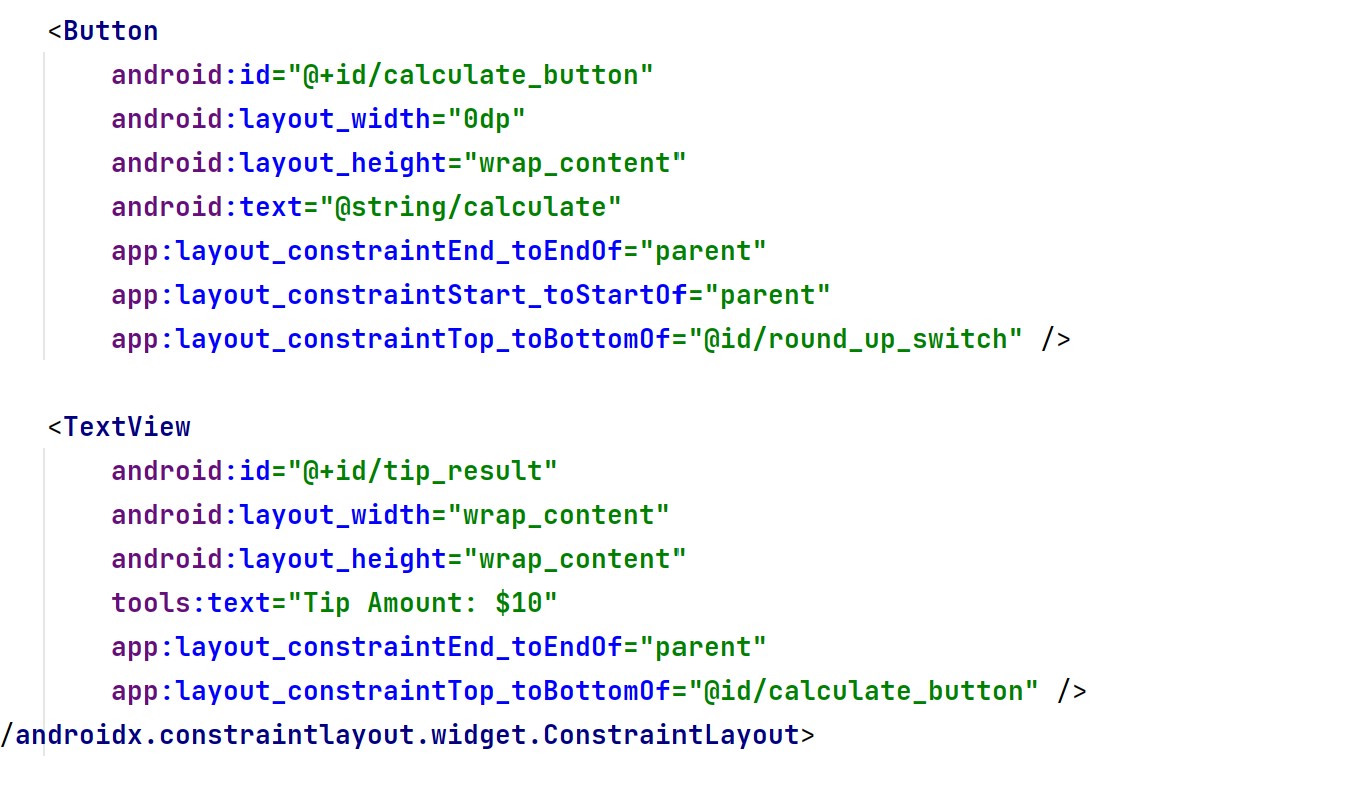 <Button
android:id="@+id/calculate_button"
android:layout_width="0dp"
android:layout_height="wrap_content"
android:text="@string/calculate"
app:layout_constraintEnd_toEndOf="parent"
app:layout_constraintStart_toStartOf="parent"
app:layout_constraintTop_toBottomOf="@id/round_up_switch" />
<TextView
android:id="@+id/tip_result"
android:layout_width="wrap_content"
android:layout_height="wrap_content"
tools:text="Tip Amount: $10"
app:layout_constraintEnd_toEndOf="parent"
app:layout_constraintTop_toBottomOf="@id/calculate_button" />
/androidx.constraintlayout.widget.ConstraintLayout>